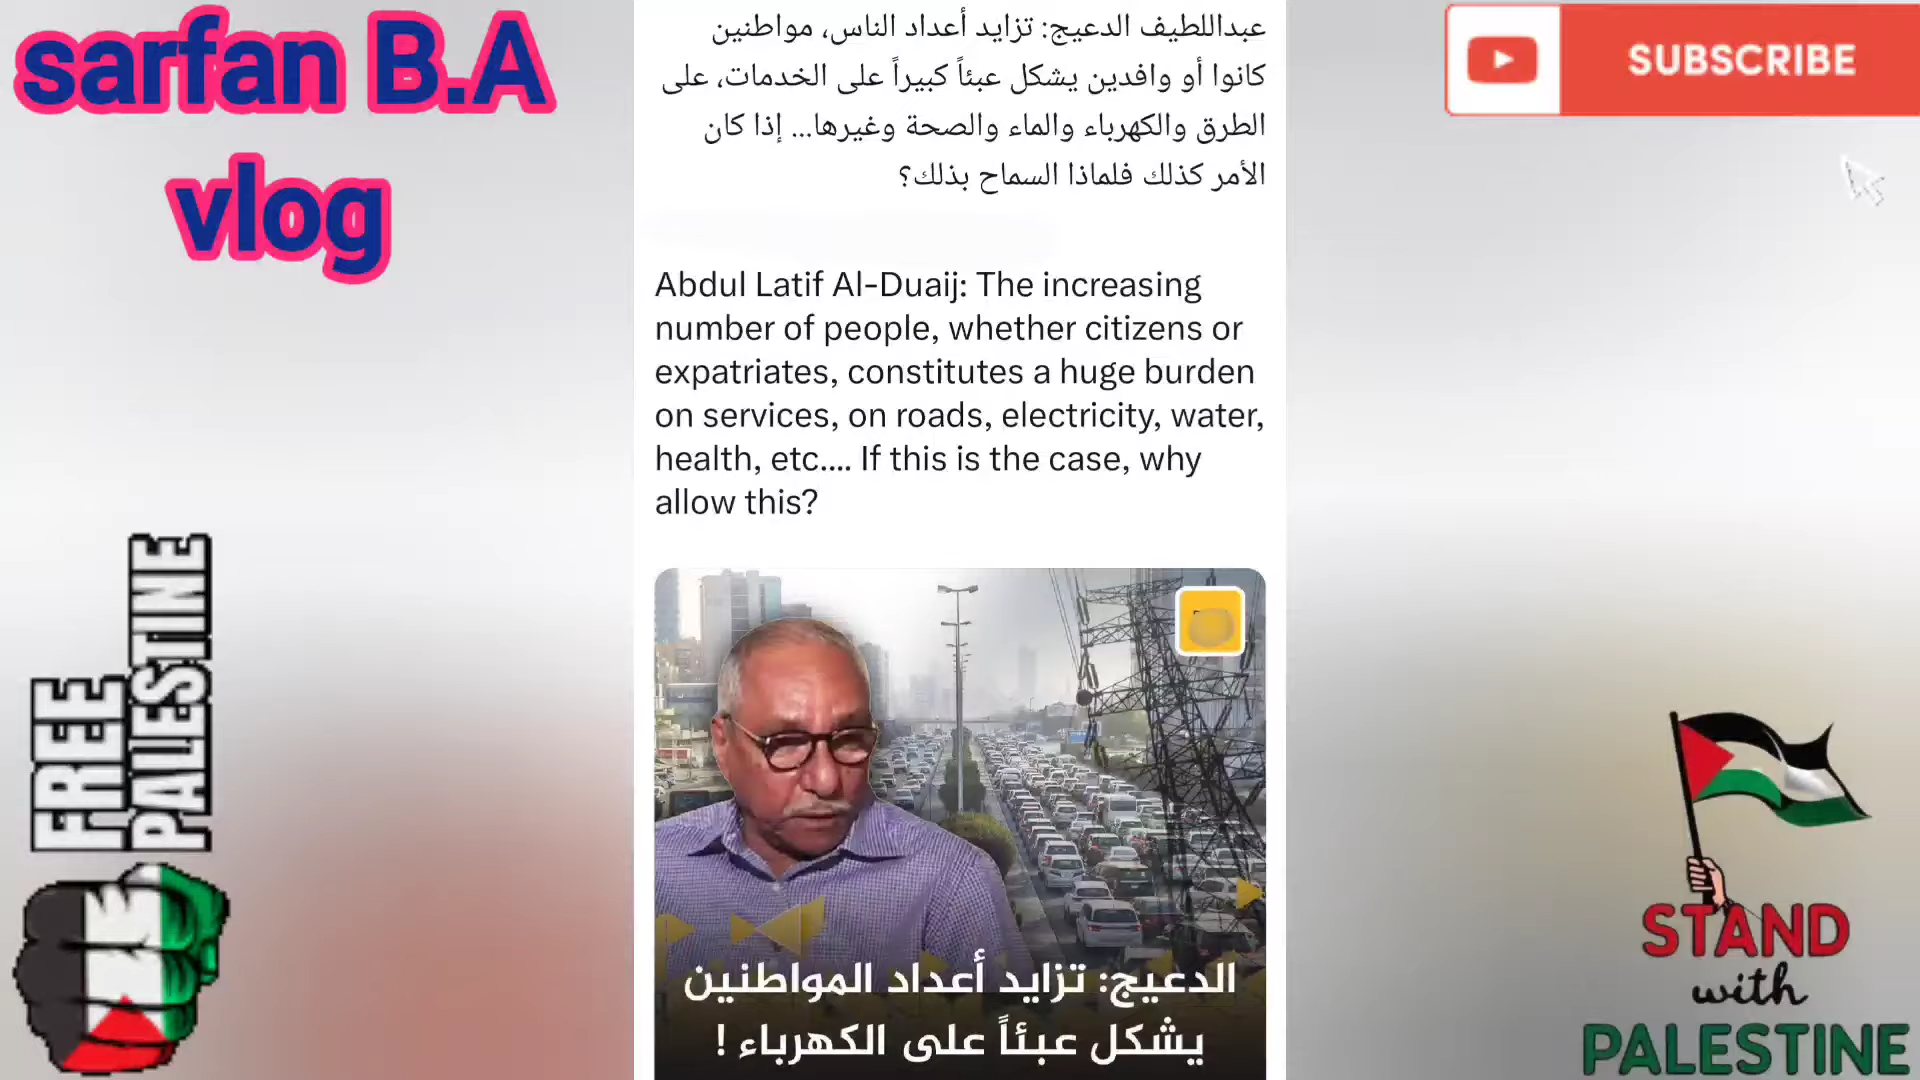 sarfan B.A
vlog
SUBSCRIBE
عبداللطيف الدعيج: تزايد أعداد الناس، مواطنين
كانوا أو وافدين يشكل عبئاً كبيراً على الخدمات، على
الطرق والكهرباء والماء والصحة وغيرها... إذا كان
الأمر كذلك فلماذا السماح بذلك؟
Abdul Latif Al-Duaij: The increasing
number of people, whether citizens or
expatriates, constitutes a huge burden
on services, on roads, electricity, water,
health, etc.... If this is the case, why
allow this?
الدعيج: تزايد أعداد المواطنين
يشكل عبئاً على الكهرباء !
FREE
PALESTINE
STAND
with
PALESTINE